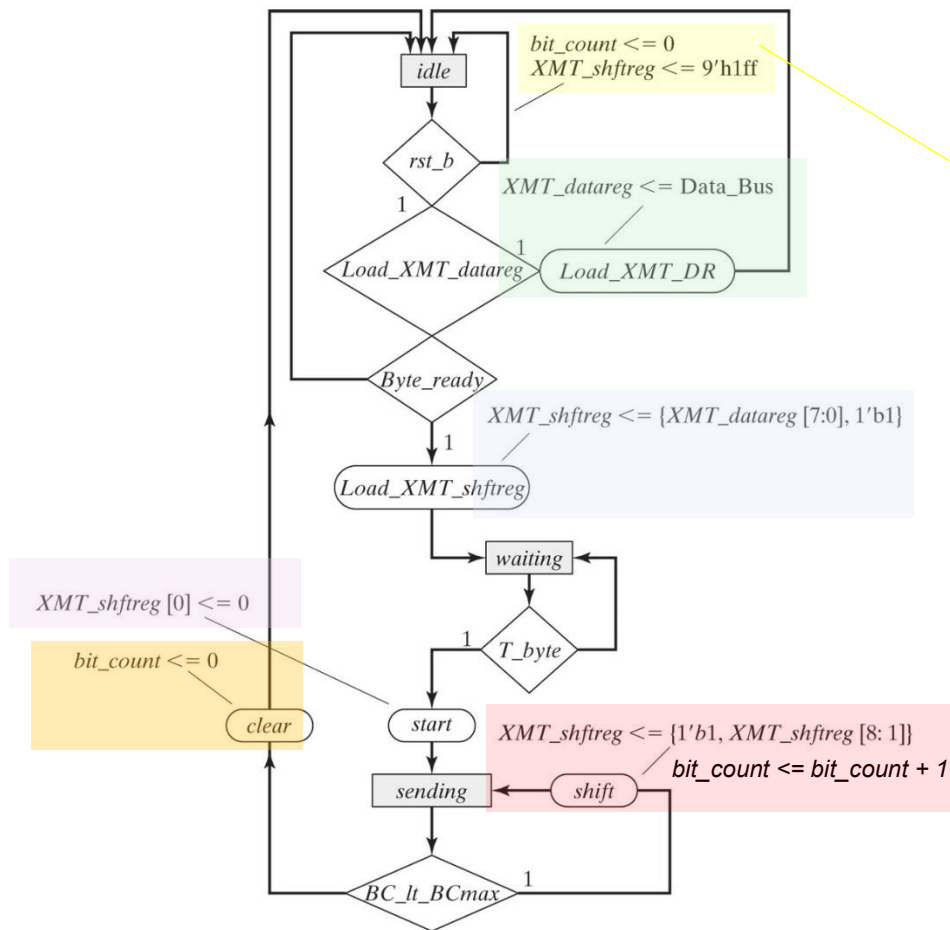 bit_count <= 0
XMT_shftreg <= 9'h1ff
idle
rst_b
1
XMT_datareg <= Data_Bus
Load_XMT_datareg
1
Load_XMT_DR
Byte_ready
1
XMT_shftreg <= {XMT_datareg [7:0], 1'b1}
Load_XMT_shftreg
waiting
XMT_shftreg [0] <= 0
T_byte
1
bit_count <= 0
clear
start
XMT_shftreg <= {1'b1, XMT_shftreg [8: 1]}
bit_count <= bit_count + 1
sending
shift
BC_lt_BCmax
1